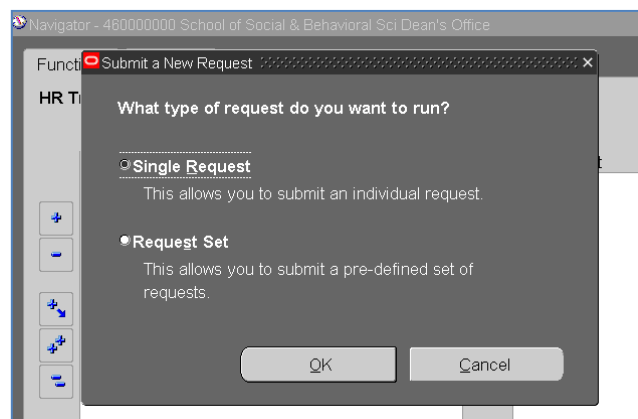 Navigator - 460000000 School of Social & Behavioral Sci Dean's Office
Submit a New Request
What type of request do you want to run?
Single Request
This allows you to submit an individual request.
Request Set
This allows you to submit a pre-defined set of
requests.
OK
Cancel